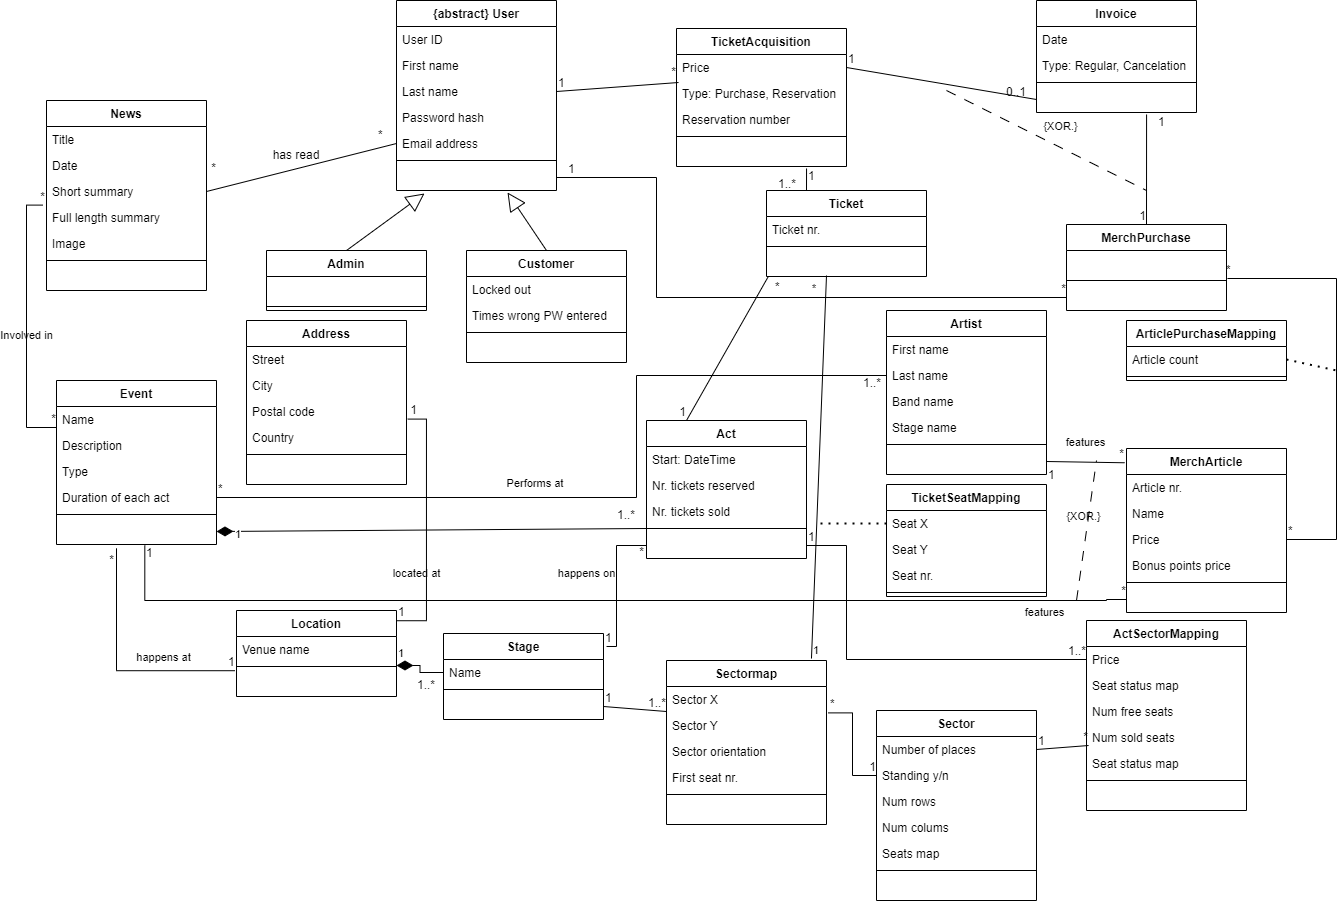 {abstract} User
User ID
First name
Last name
Password hash
Email address
TicketAcquisition
Price
Type: Purchase, Reservation
Reservation number
Invoice
Date
Type: Regular, Cancelation
1
*
1
0..1
{XOR.}
1
1
News
Title
Date
Short summary
Full length summary
Image
*
has read
*
*
1
1
1..*
Ticket
Ticket nr.
*
*
MerchPurchase
*
*
Admin
Customer
Locked out
Times wrong PW entered
Involved in
Address
Street
City
Postal code
Country
1
Artist
First name
Last name
Band name
Stage name
1..*
1
ArticlePurchaseMapping
Article count
Event
Name
Description
Type
Duration of each act
*
*
1
*
1
Performs at
1..*
Act
Start: DateTime
Nr. tickets reserved
Nr. tickets sold
1
1
*
features
*
MerchArticle
Article nr.
Name
Price
Bonus points price
*
*
TicketSeatMapping
Seat X
Seat Y
Seat nr.
{XOR.}
features
located at
happens on
happens at
1
Location
Venue name
1
1
1..*
Stage
Name
1
1
1..*
Sectormap
Sector X
Sector Y
Sector orientation
First seat nr.
1
*
1
Sector
Number of places
Standing y/n
Num rows
Num colums
Seats map
1
*
1..*
ActSectorMapping
Price
Seat status map
Num free seats
Num sold seats
Seat status map